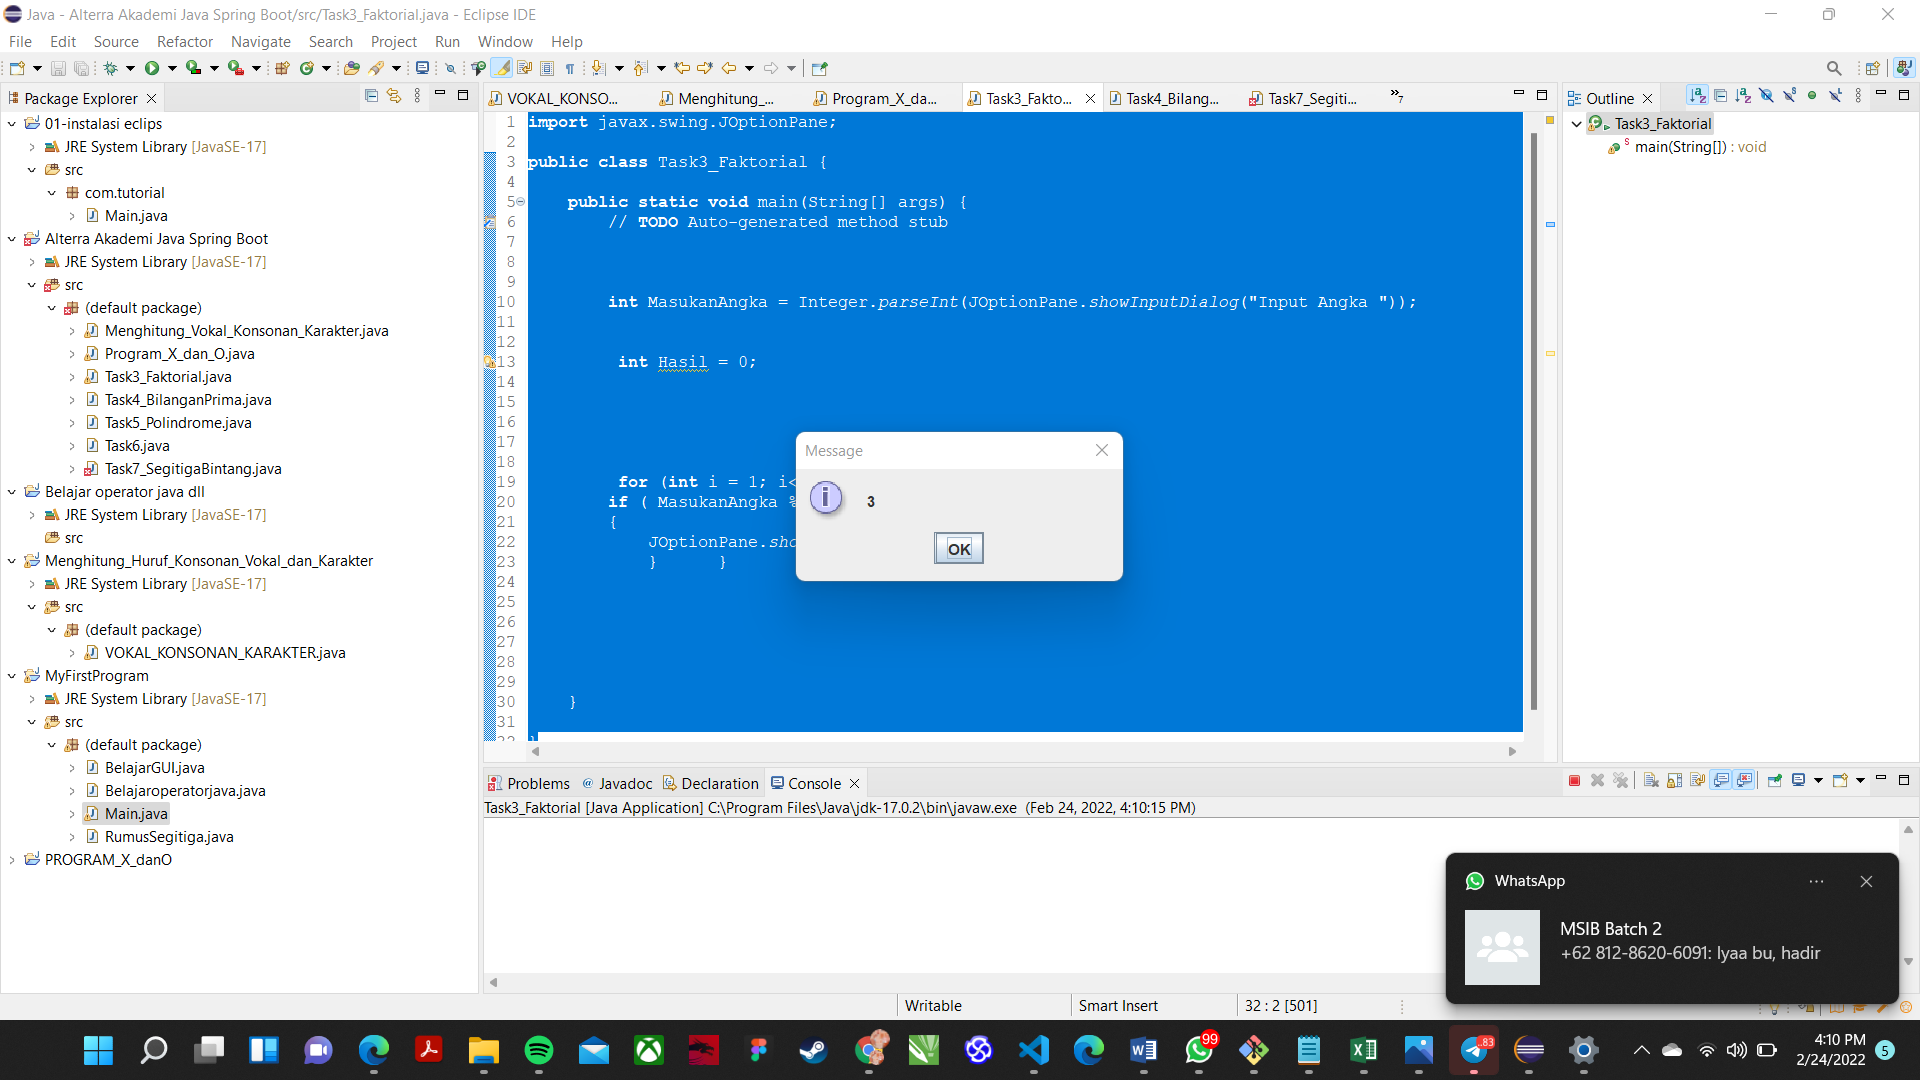 Java - Alterra Akademi Java Spring Boot/src/Task3_Faktorial.java - Eclipse IDE
File Edit Source Refactor Navigate Search Project Run Window Help
Package Explorer
01-instalasi eclips
JRE System Library [JavaSE-17]
src
com.tutorial
Main.java
Alterra Akademi Java Spring Boot
JRE System Library [JavaSE-17]
src
(default package)
Menghitung_Vokal_Konsonan_Karakter.java
Program_X_dan_O.java
Task3_Faktorial.java
Task4_BilanganPrima.java
Task5_Polindrome.java
Task6.java
Task7_SegitigaBintang.java
Belajar operator java dll
JRE System Library [JavaSE-17]
src
Menghitung_Huruf_Konsonan_Vokal_dan_Karakter
JRE System Library [JavaSE-17]
src
(default package)
VOKAL_KONSONAN_KARAKTER.java
MyFirstProgram
JRE System Library [JavaSE-17]
src
(default package)
BelajarGUI.java
Belajaroperatorjava.java
Main.java
RumusSegitiga.java
PROGRAM_X_danO
VOKAL_KONSO... Menghitung_... Program_X_da... Task3_Fakto... Task4_Bilang... Task7_Segiti... »7
1 import javax.swing.JOptionPane;
2
3 public class Task3_Faktorial {
4
5 public static void main(String[] args) {
6 // TODO Auto-generated method stub
7
8
9
10 int MasukanAngka = Integer.parseInt(JOptionPane.showInputDialog("Input Angka "));
11
12
13 int Hasil = 0;
14
15
16
17
18
19 for (int i = 1; i<
20 if ( MasukanAngka %
21 {
22 JOptionPane.sho
23 } }
24
25
26
27
28
29
30 }
31
32 }
Message
3
OK
Outline
Task3_Faktorial
main(String[]) : void
Problems @ Javadoc Declaration Console
Task3_Faktorial [Java Application] C:\Program Files\Java\jdk-17.0.2\bin\javaw.exe (Feb 24, 2022, 4:10:15 PM)
WhatsApp
MSIB Batch 2
+62 812-8620-6091: Iyaa bu, hadir
Writable Smart Insert 32 : 2 [501]
99
83
4:10 PM
2/24/2022
5